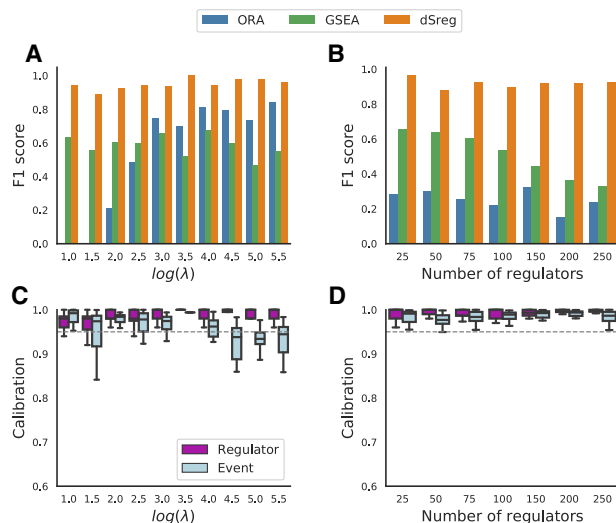 ORA GSEA dSreg
A B
1.0 1.0
0.8 0.8
0.6 0.6
0.4 0.4
0.2 0.2
0.0 0.0
F1 score F1 score
1.0 1.5 2.0 2.5 3.0 3.5 4.0 4.5 5.0 5.5
log(λ)
25 50 75 100 150 200 250
Number of regulators
C D
1.0 1.0
0.9 0.9
0.8 0.8
0.7 0.7
0.6 0.6
Calibration Calibration
Regulator
Event
1.0 1.5 2.0 2.5 3.0 3.5 4.0 4.5 5.0 5.5
log(λ)
25 50 75 100 150 200 250
Number of regulators